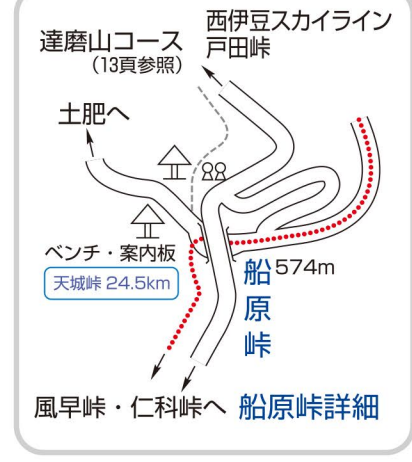 西伊豆スカイライン
戸田峠
達磨山コース
(13頁参照)
土肥へ
ベンチ・案内板
天城峠 24.5km
船原峠
574m
風早峠・仁科峠へ
船原峠詳細